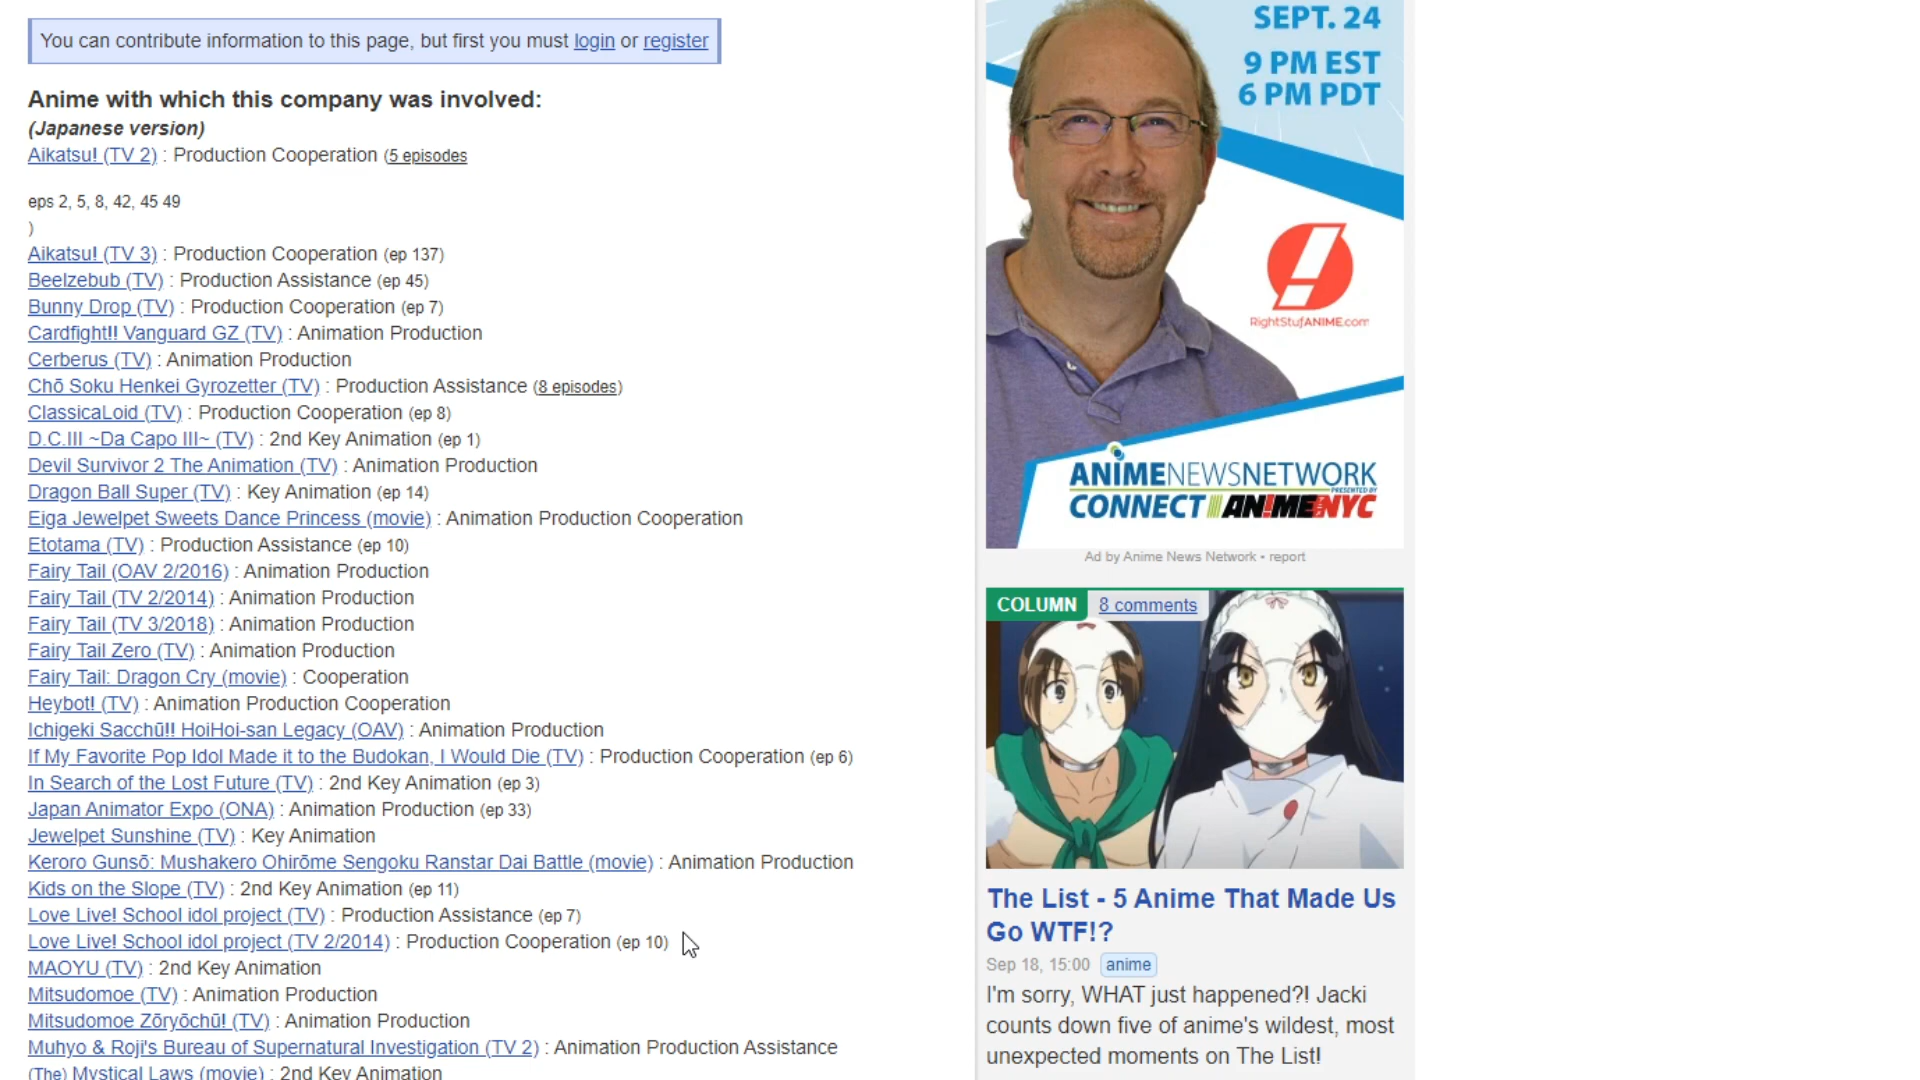 You can contribute information to this page, but first you must login or register
Anime with which this company was involved:
(Japanese version)
Aikatsu! (TV 2) : Production Cooperation (5 episodes
eps 2, 5, 8, 42, 45 49
)
Aikatsu! (TV 3) : Production Cooperation (ep 137)
Beelzebub (TV) : Production Assistance (ep 45)
Bunny Drop (TV) : Production Cooperation (ep 7)
Cardfight!! Vanguard GZ (TV) : Animation Production
Cerberus (TV) : Animation Production
Chō Soku Henkei Gyrozetter (TV) : Production Assistance (8 episodes)
ClassicaLoid (TV) : Production Cooperation (ep 8)
D.C.III ~Da Capo III~ (TV) : 2nd Key Animation (ep 1)
Devil Survivor 2 The Animation (TV) : Animation Production
Dragon Ball Super (TV) : Key Animation (ep 14)
Eiga Jewelpet Sweets Dance Princess (movie) : Animation Production Cooperation
Etotama (TV) : Production Assistance (ep 10)
Fairy Tail (OAV 2/2016) : Animation Production
Fairy Tail (TV 2/2014) : Animation Production
Fairy Tail (TV 3/2018) : Animation Production
Fairy Tail Zero (TV) : Animation Production
Fairy Tail: Dragon Cry (movie) : Cooperation
Heybot! (TV) : Animation Production Cooperation
Ichigeki Sacchū!! HoiHoi-san Legacy (OAV) : Animation Production
If My Favorite Pop Idol Made it to the Budokan, I Would Die (TV) : Production Cooperation (ep 6)
In Search of the Lost Future (TV) : 2nd Key Animation (ep 3)
Japan Animator Expo (ONA) : Animation Production (ep 33)
Jewelpet Sunshine (TV) : Key Animation
Keroro Gunsō: Mushakero Ohirōme Sengoku Ranstar Dai Battle (movie) : Animation Production
Kids on the Slope (TV) : 2nd Key Animation (ep 11)
Love Live! School idol project (TV) : Production Assistance (ep 7)
Love Live! School idol project (TV 2/2014) : Production Cooperation (ep 10)
MAOYU (TV) : 2nd Key Animation
Mitsudomoe (TV) : Animation Production
Mitsudomoe Zōryōchū! (TV) : Animation Production
Muhyo & Roji's Bureau of Supernatural Investigation (TV 2) : Animation Production Assistance
(The) Mystical Laws (movie) : 2nd Key Animation
SEPT. 24
9 PM EST
6 PM PDT
RightStufANIME.com
ANIMENEWSNETWORK
PRESENTED BY
CONNECT AN!MENYC
Ad by Anime News Network • report
COLUMN 8 comments
The List - 5 Anime That Made Us
Go WTF!?
Sep 18, 15:00 anime
I'm sorry, WHAT just happened?! Jacki
counts down five of anime's wildest, most
unexpected moments on The List!